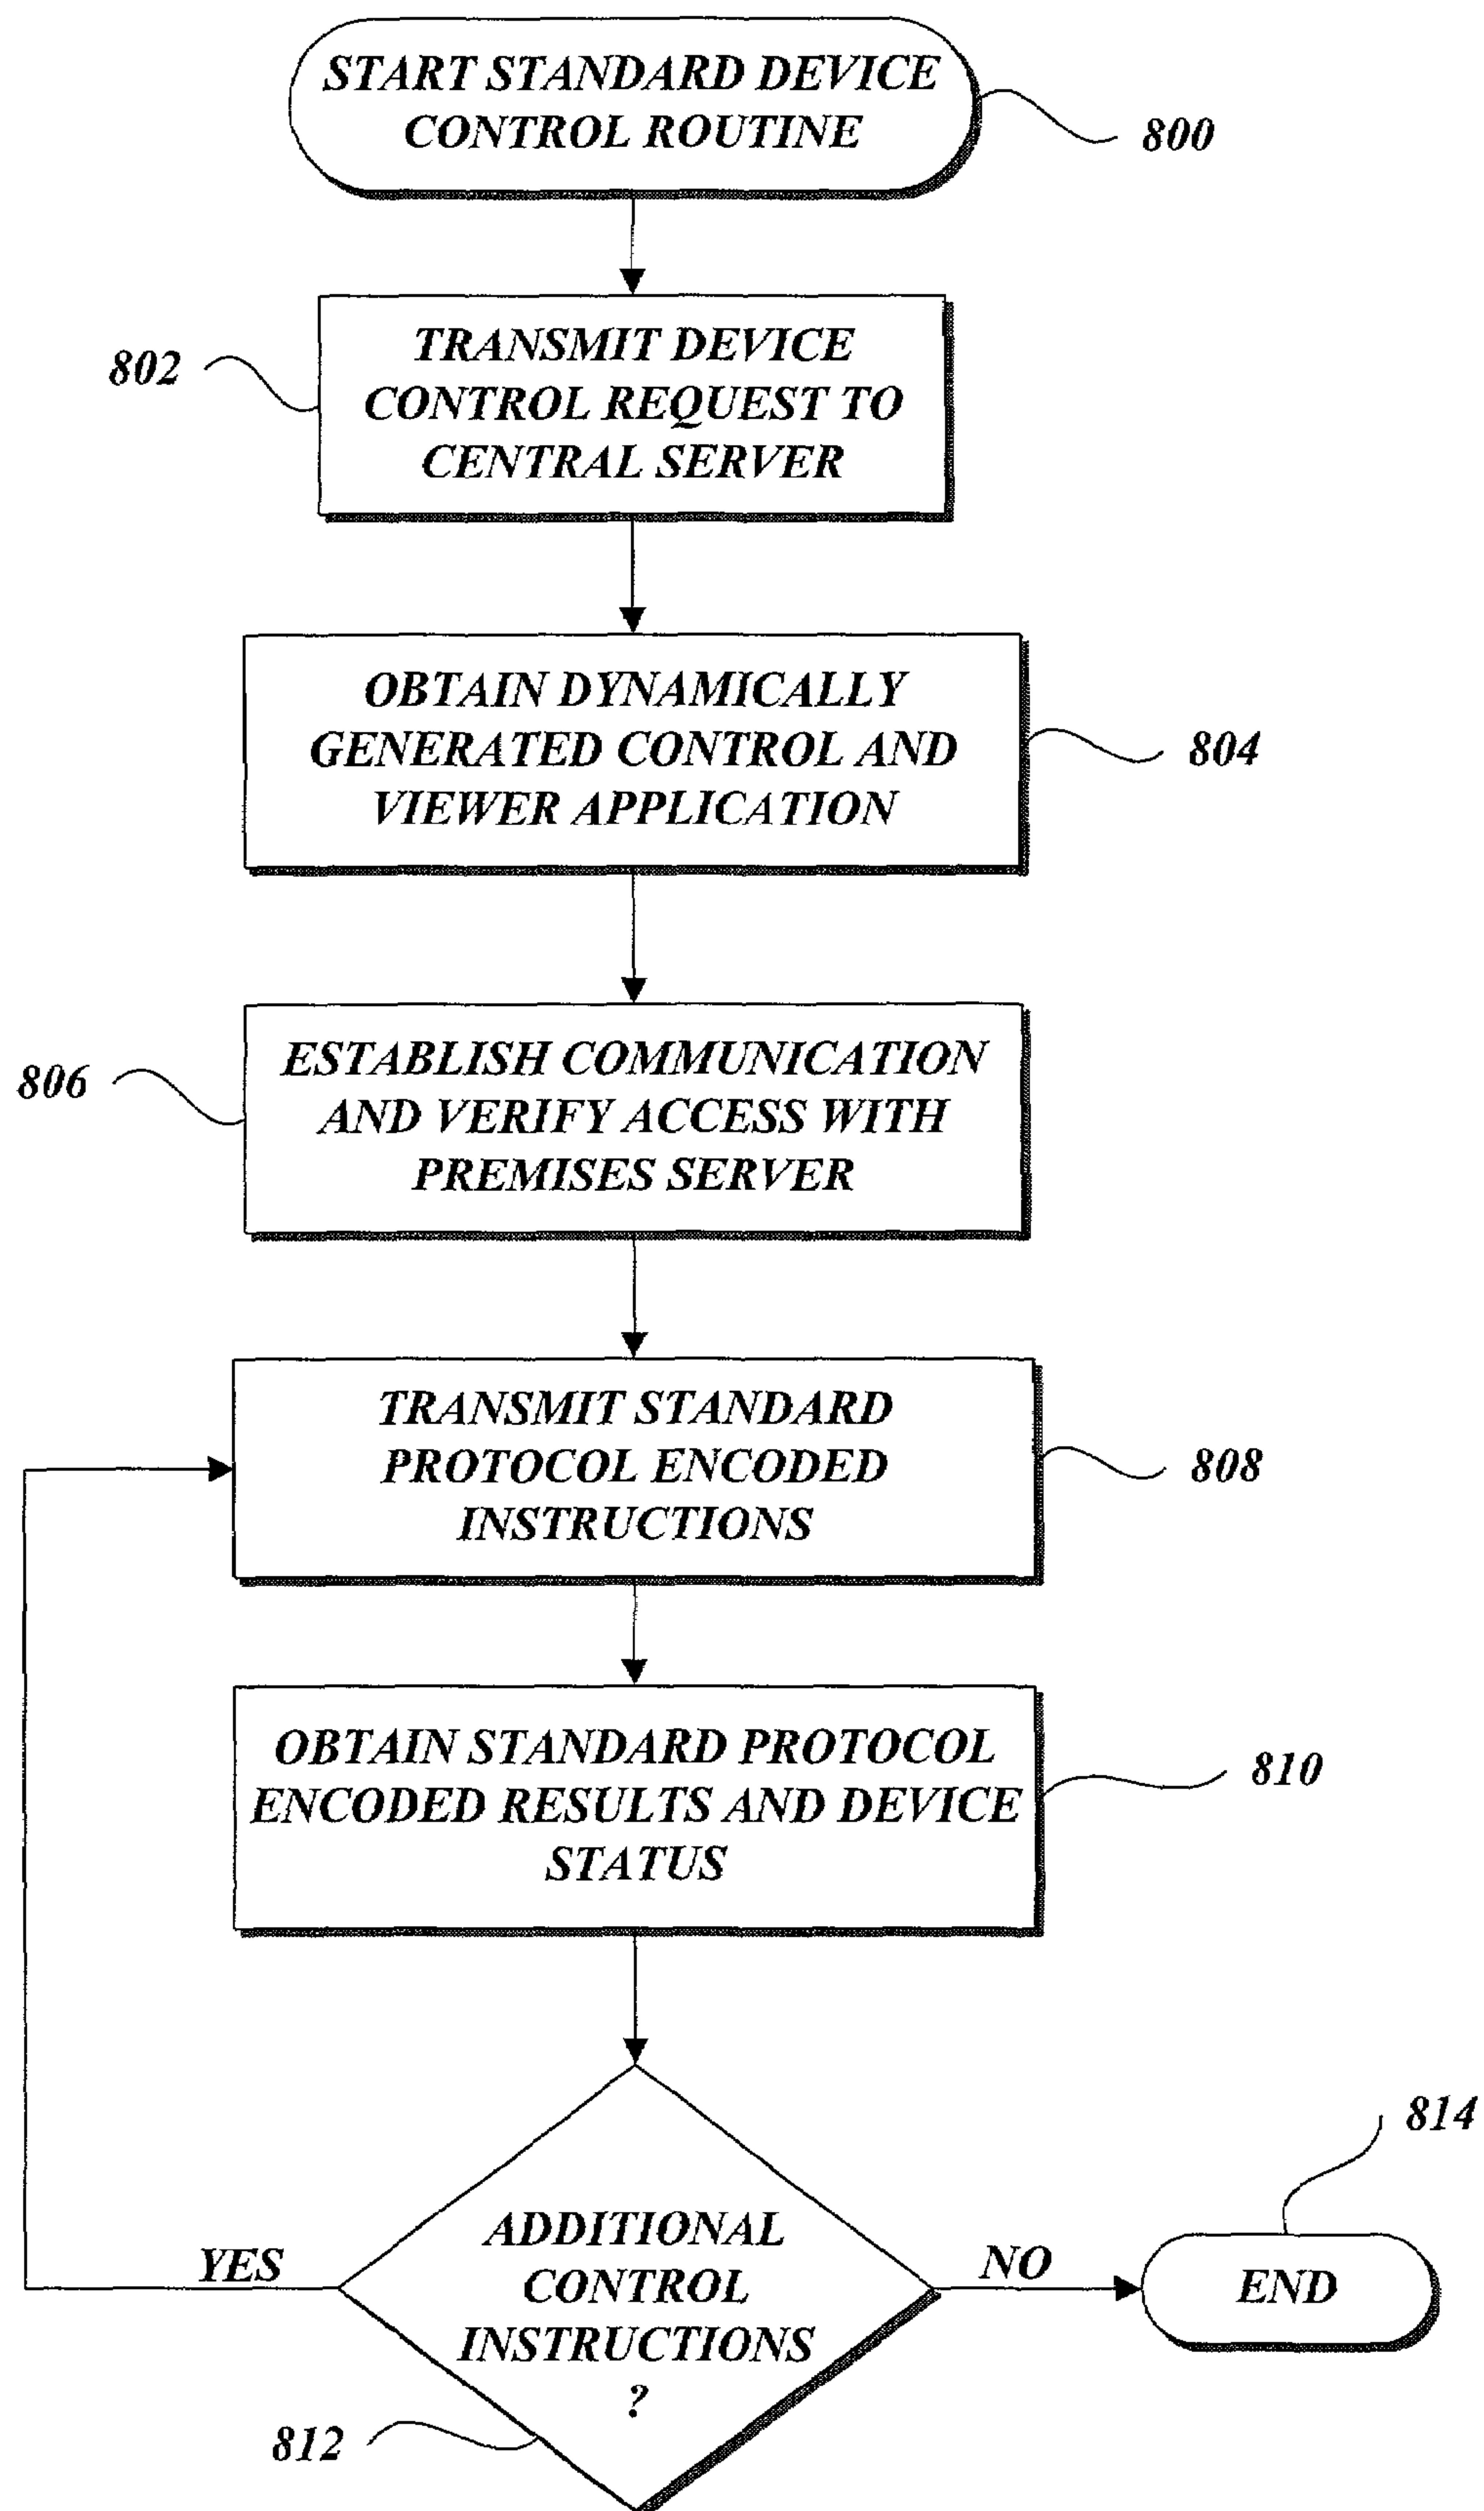 START STANDARD DEVICE
CONTROL ROUTINE
800
TRANSMIT DEVICE
CONTROL REQUEST TO
CENTRAL SERVER
802
OBTAIN DYNAMICALLY
GENERATED CONTROL AND
VIEWER APPLICATION
804
ESTABLISH COMMUNICATION
AND VERIFY ACCESS WITH
PREMISES SERVER
806
TRANSMIT STANDARD
PROTOCOL ENCODED
INSTRUCTIONS
808
OBTAIN STANDARD PROTOCOL
ENCODED RESULTS AND DEVICE
STATUS
810
ADDITIONAL
CONTROL
INSTRUCTIONS
?
812
YES
NO
END
814